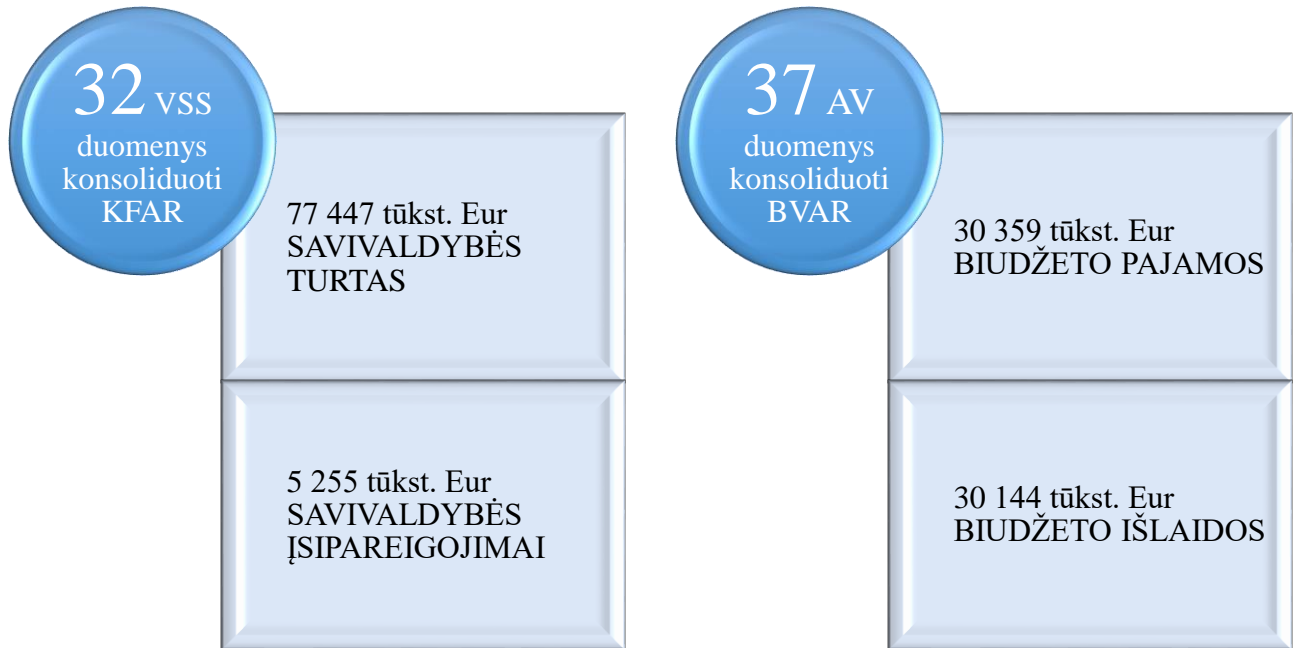 32 VSS
duomenys
konsoliduoti
KFAR
77 447 tūkst. Eur
SAVIVALDYBĖS
TURTAS
5 255 tūkst. Eur
SAVIVALDYBĖS
ĮSIPAREIGOJIMAI
37 AV
duomenys
konsoliduoti
BVAR
30 359 tūkst. Eur
BIUDŽETO PAJAMOS
30 144 tūkst. Eur
BIUDŽETO IŠLAIDOS